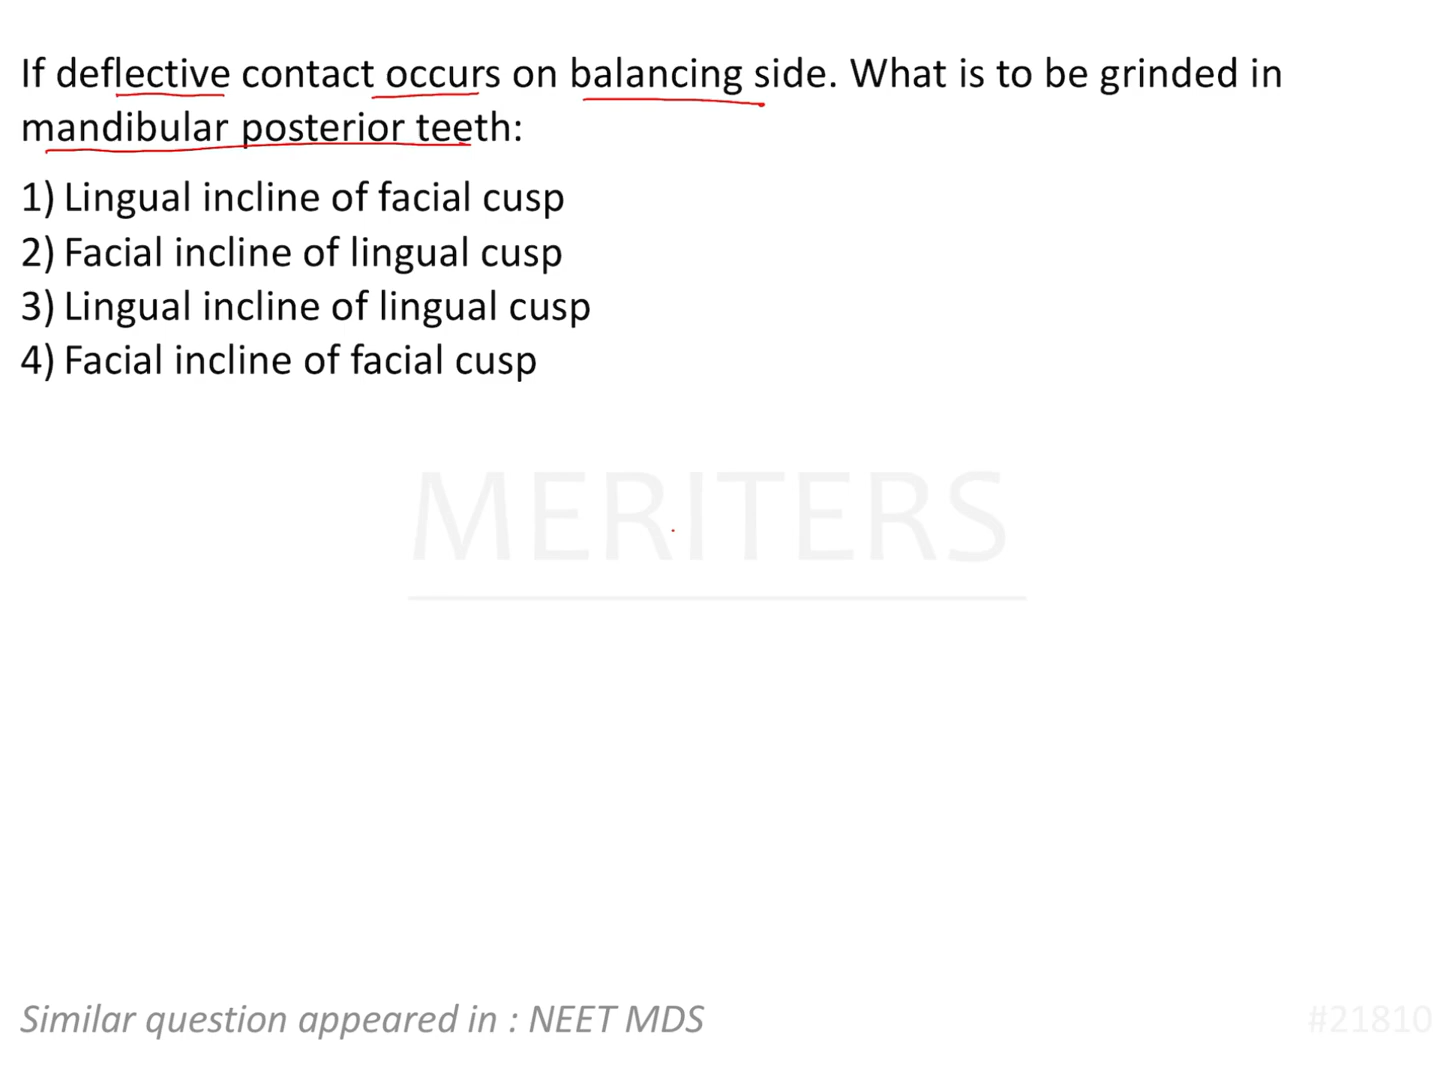 If deflective contact occurs on balancing side. What is to be grinded in
mandibular posterior teeth:
1) Lingual incline of facial cusp
2) Facial incline of lingual cusp
3) Lingual incline of lingual cusp
4) Facial incline of facial cusp
MERITERS
Similar question appeared in : NEET MDS
#21810